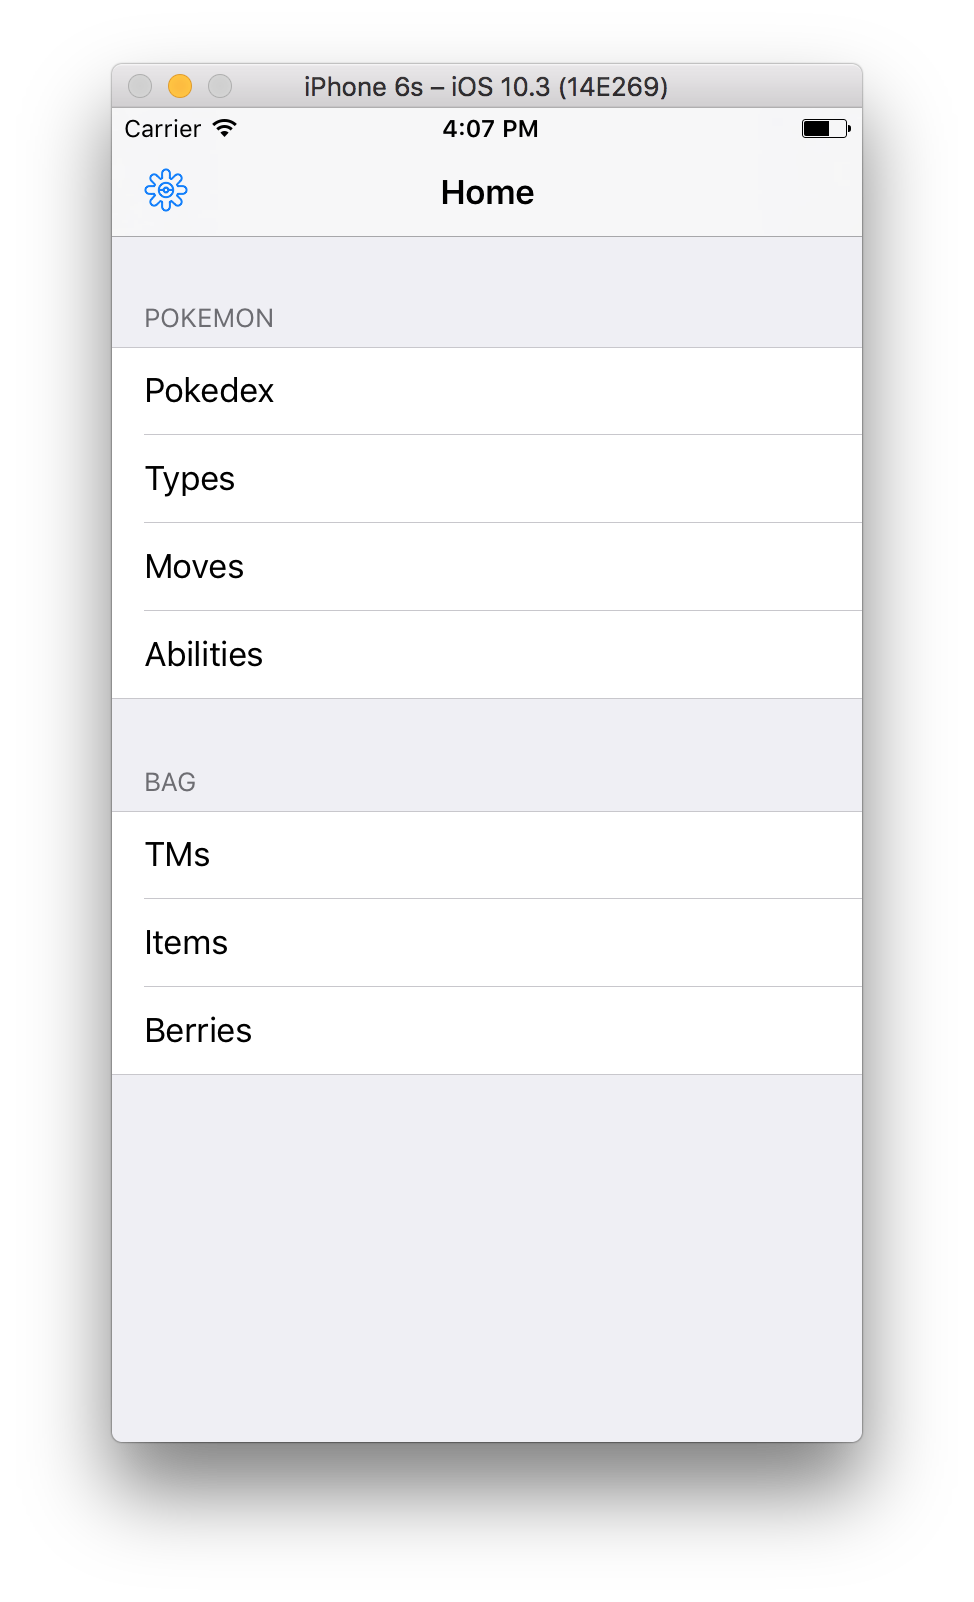 iPhone 6s – iOS 10.3 (14E269)
Carrier 4:07 PM
Home
POKEMON
Pokedex
Types
Moves
Abilities
BAG
TMs
Items
Berries